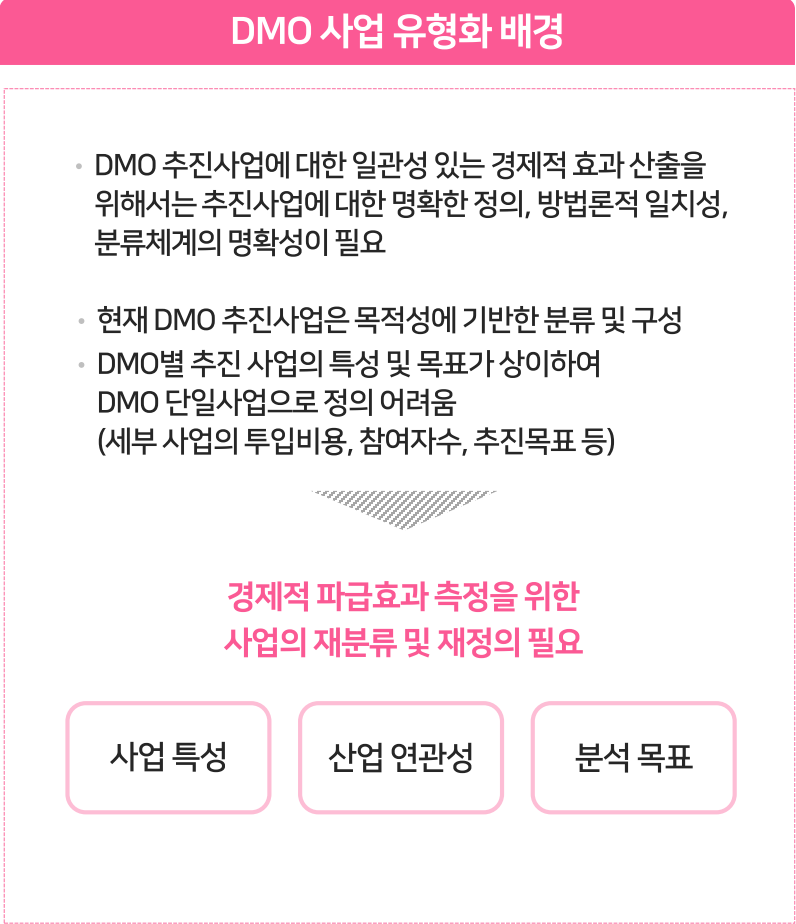 DMO 사업 유형화 배경
• DMO 추진사업에 대한 일관성 있는 경제적 효과 산출을
위해서는 추진사업에 대한 명확한 정의, 방법론적 일치성,
분류체계의 명확성이 필요
• 현재 DMO 추진사업은 목적성에 기반한 분류 및 구성
• DMO별 추진 사업의 특성 및 목표가 상이하여
DMO 단일사업으로 정의 어려움
(세부 사업의 투입비용, 참여자수, 추진목표 등)
경제적 파급효과 측정을 위한
사업의 재분류 및 재정의 필요
사업 특성
산업 연관성
분석 목표